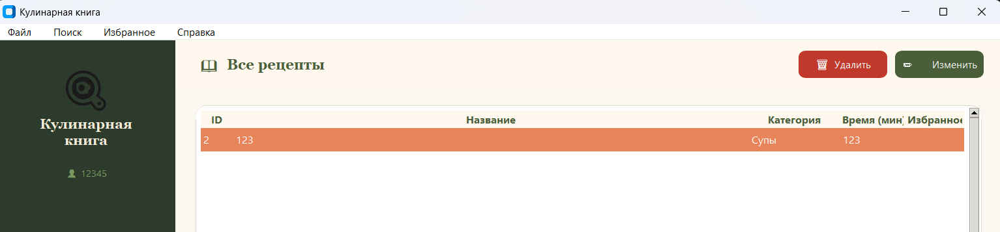 Кулинарная книга
Файл Поиск Избранное Справка
Все рецепты
Удалить
Изменить
Кулинарная
книга
12345
ID Название Категория Время (мин) Избранное
2 123 Супы 123